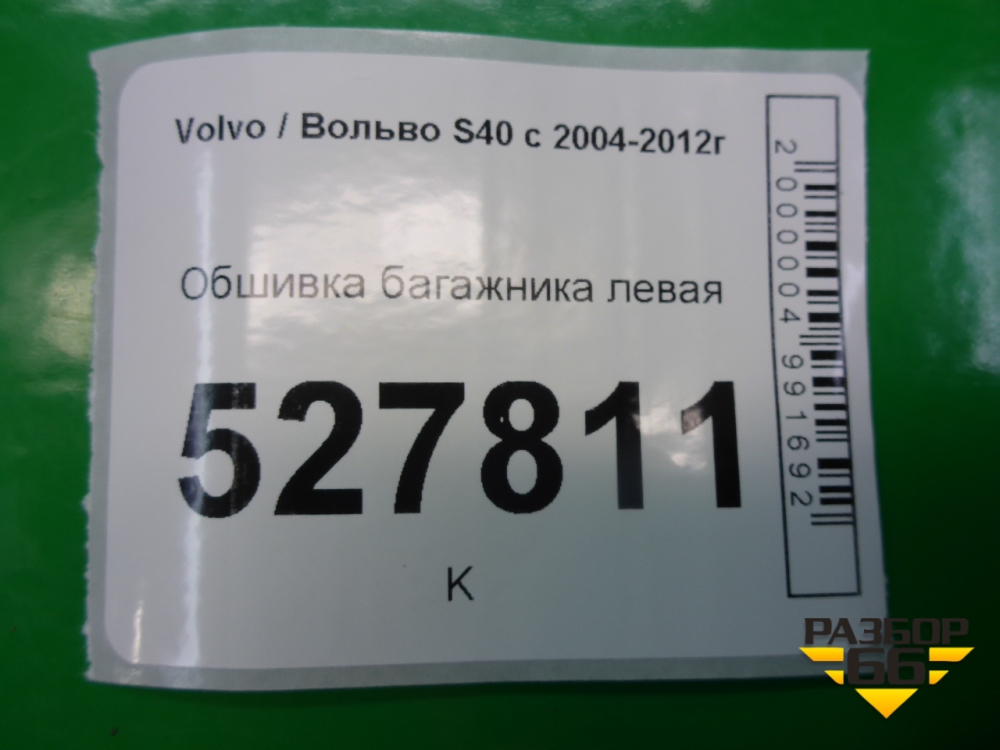 Volvo / Вольво S40 с 2004-2012г
Обшивка багажника левая
527811
К
2000004991692
РАЗБОР
66